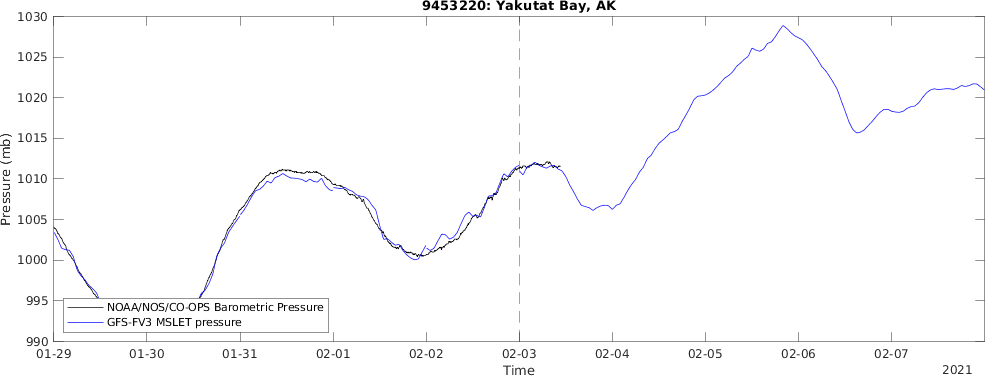 9453220: Yakutat Bay, AK
Pressure (mb)
1030
1025
1020
1015
1010
1005
1000
995
990
NOAA/NOS/CO-OPS Barometric Pressure
GFS-FV3 MSLET pressure
01-29 01-30 01-31 02-01 02-02 02-03 02-04 02-05 02-06 02-07
Time
2021